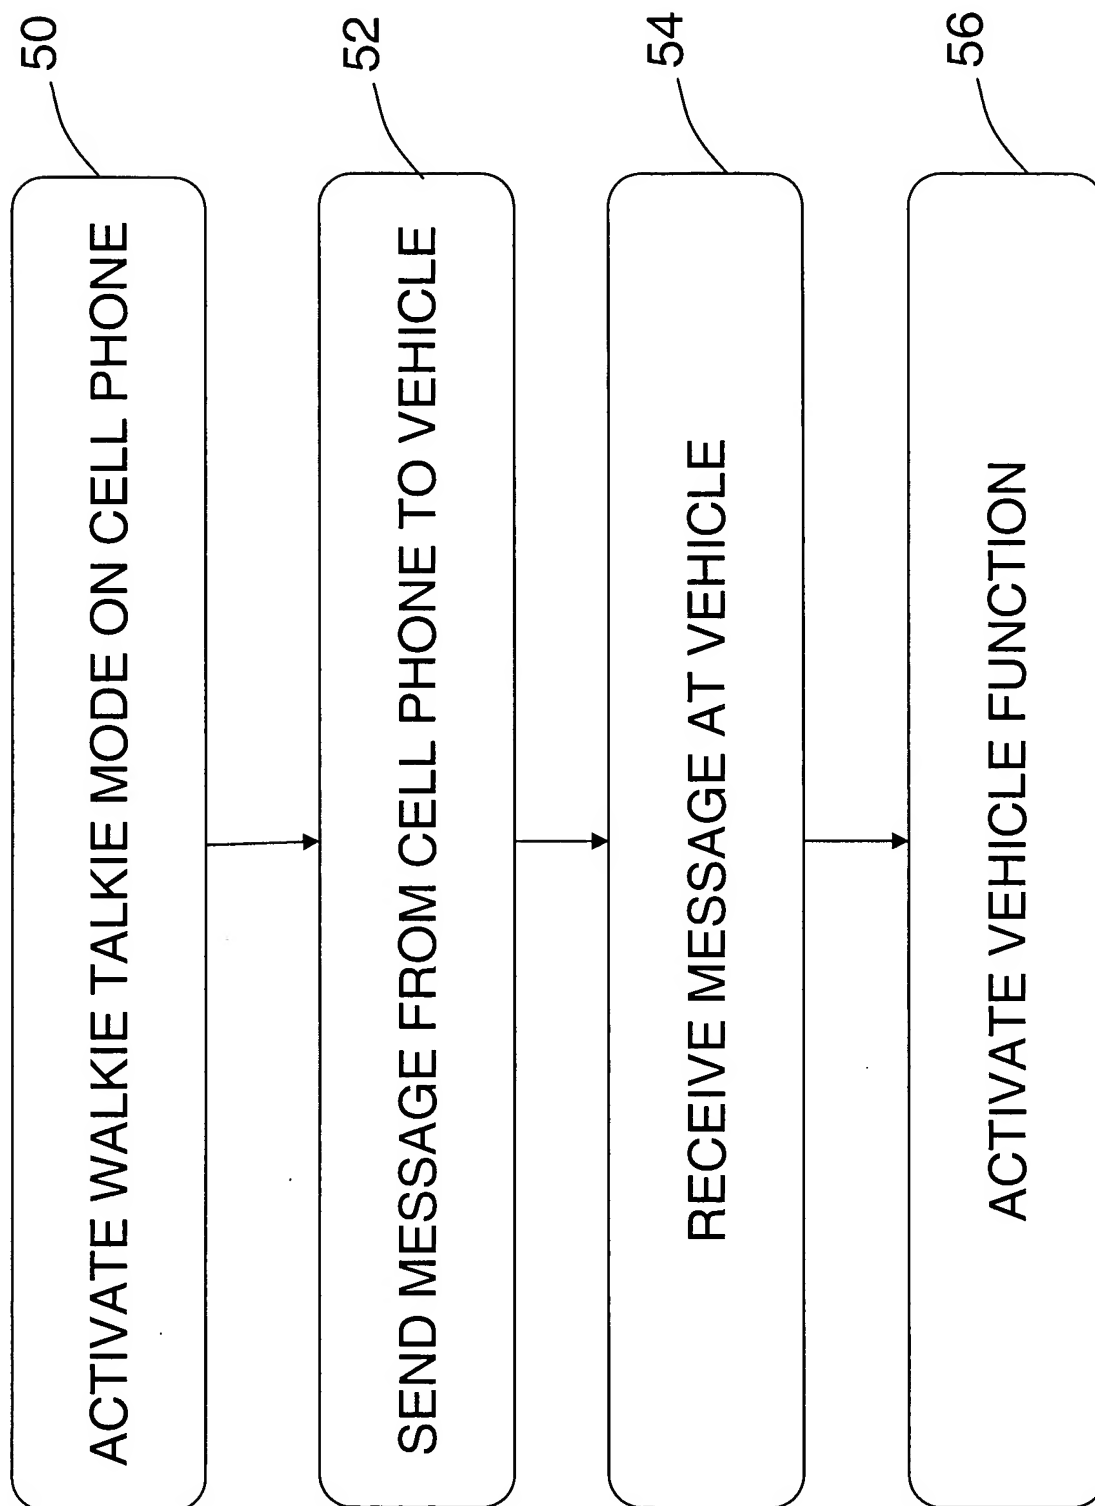 50
ACTIVATE WALKIE TALKIE MODE ON CELL PHONE
52
SEND MESSAGE FROM CELL PHONE TO VEHICLE
54
RECEIVE MESSAGE AT VEHICLE
56
ACTIVATE VEHICLE FUNCTION